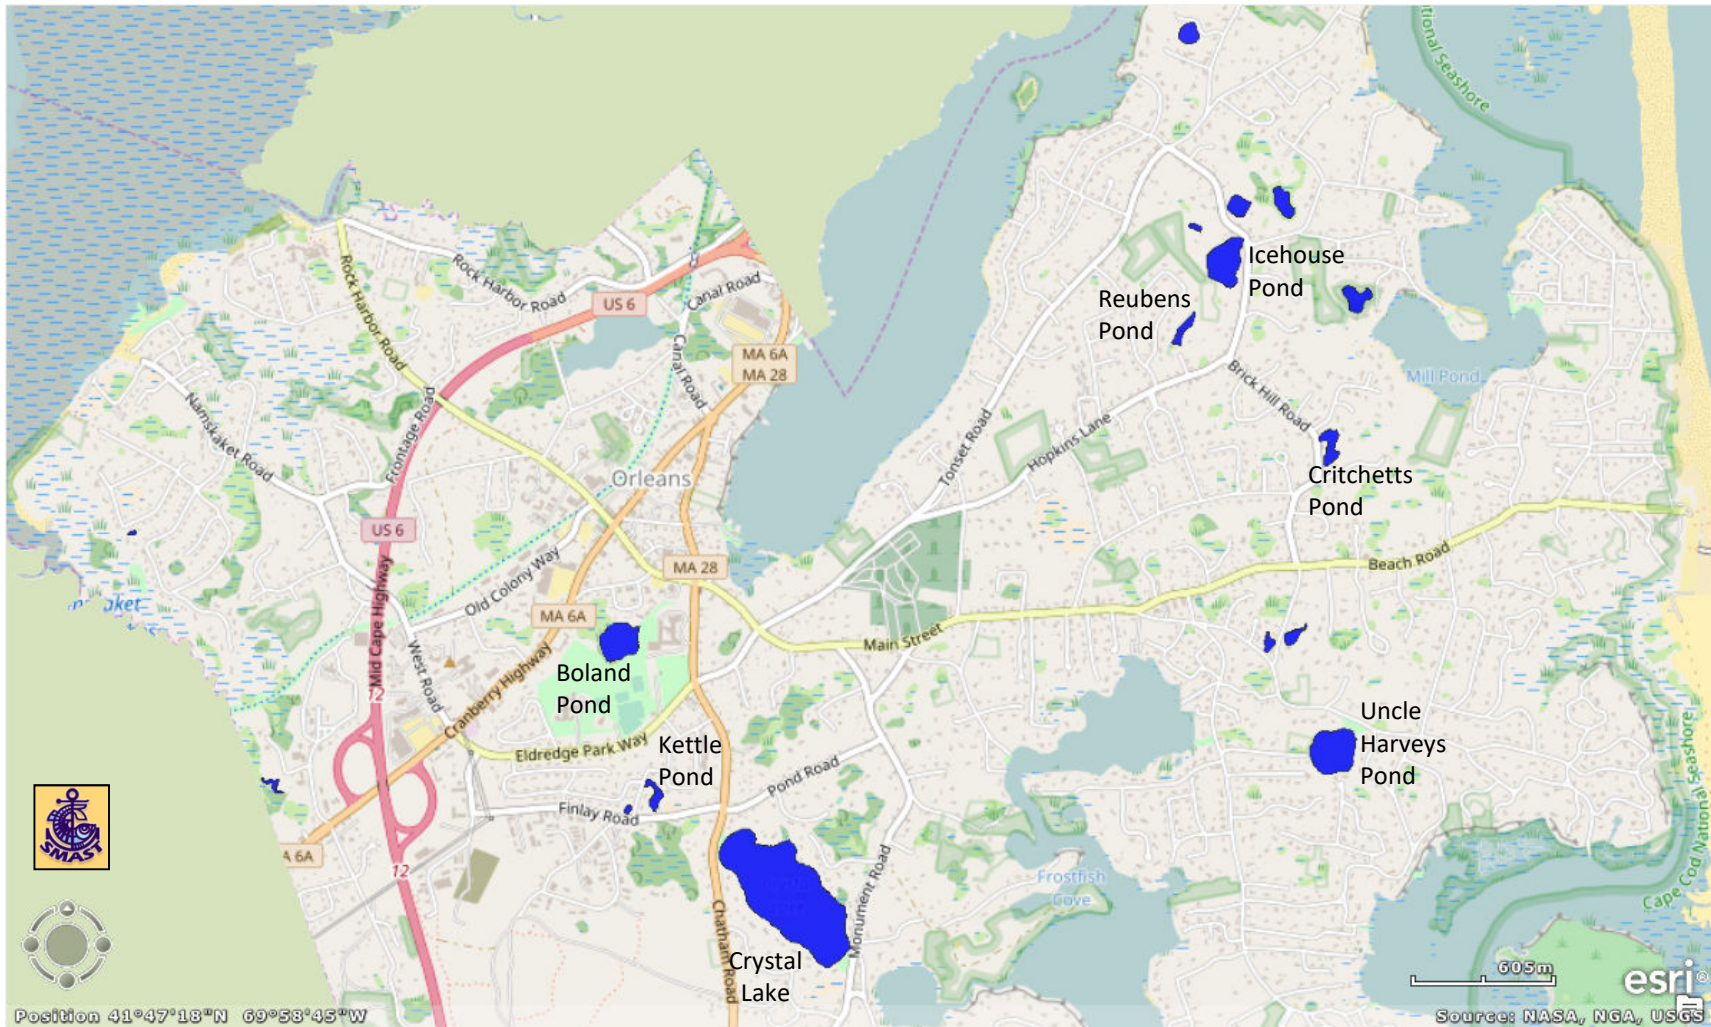 tional Seashore
Icehouse
Pond
Reubens
Pond
Rock Harbor Road
Rock Harbor Road
US 6
Canal Road
Canal Road
MA 6A
MA 28
Mill Pond
Brick Hill Road
Namskaket Road
Frontage Road
Tonset Road
Hopkins Lane
Orleans
Critchetts
Pond
US 6
Old Colony Way
MA 28
Beach Road
Mid Cape Highway
MA 6A
Main Street
West Road
Boland
Pond
12
Cranberry Highway
Eldredge Park Way
Uncle
Harveys
Pond
Kettle
Pond
Pond Road
Finlay Road
SMAST
A 6A
12
Chatham Road
Monument Road
Frostfish
Cove
Cape Cod National Seashore
Crystal
Lake
605m
esri
Position 41°47'18"N 69°58'45"W
Source: NASA, NGA, USGS